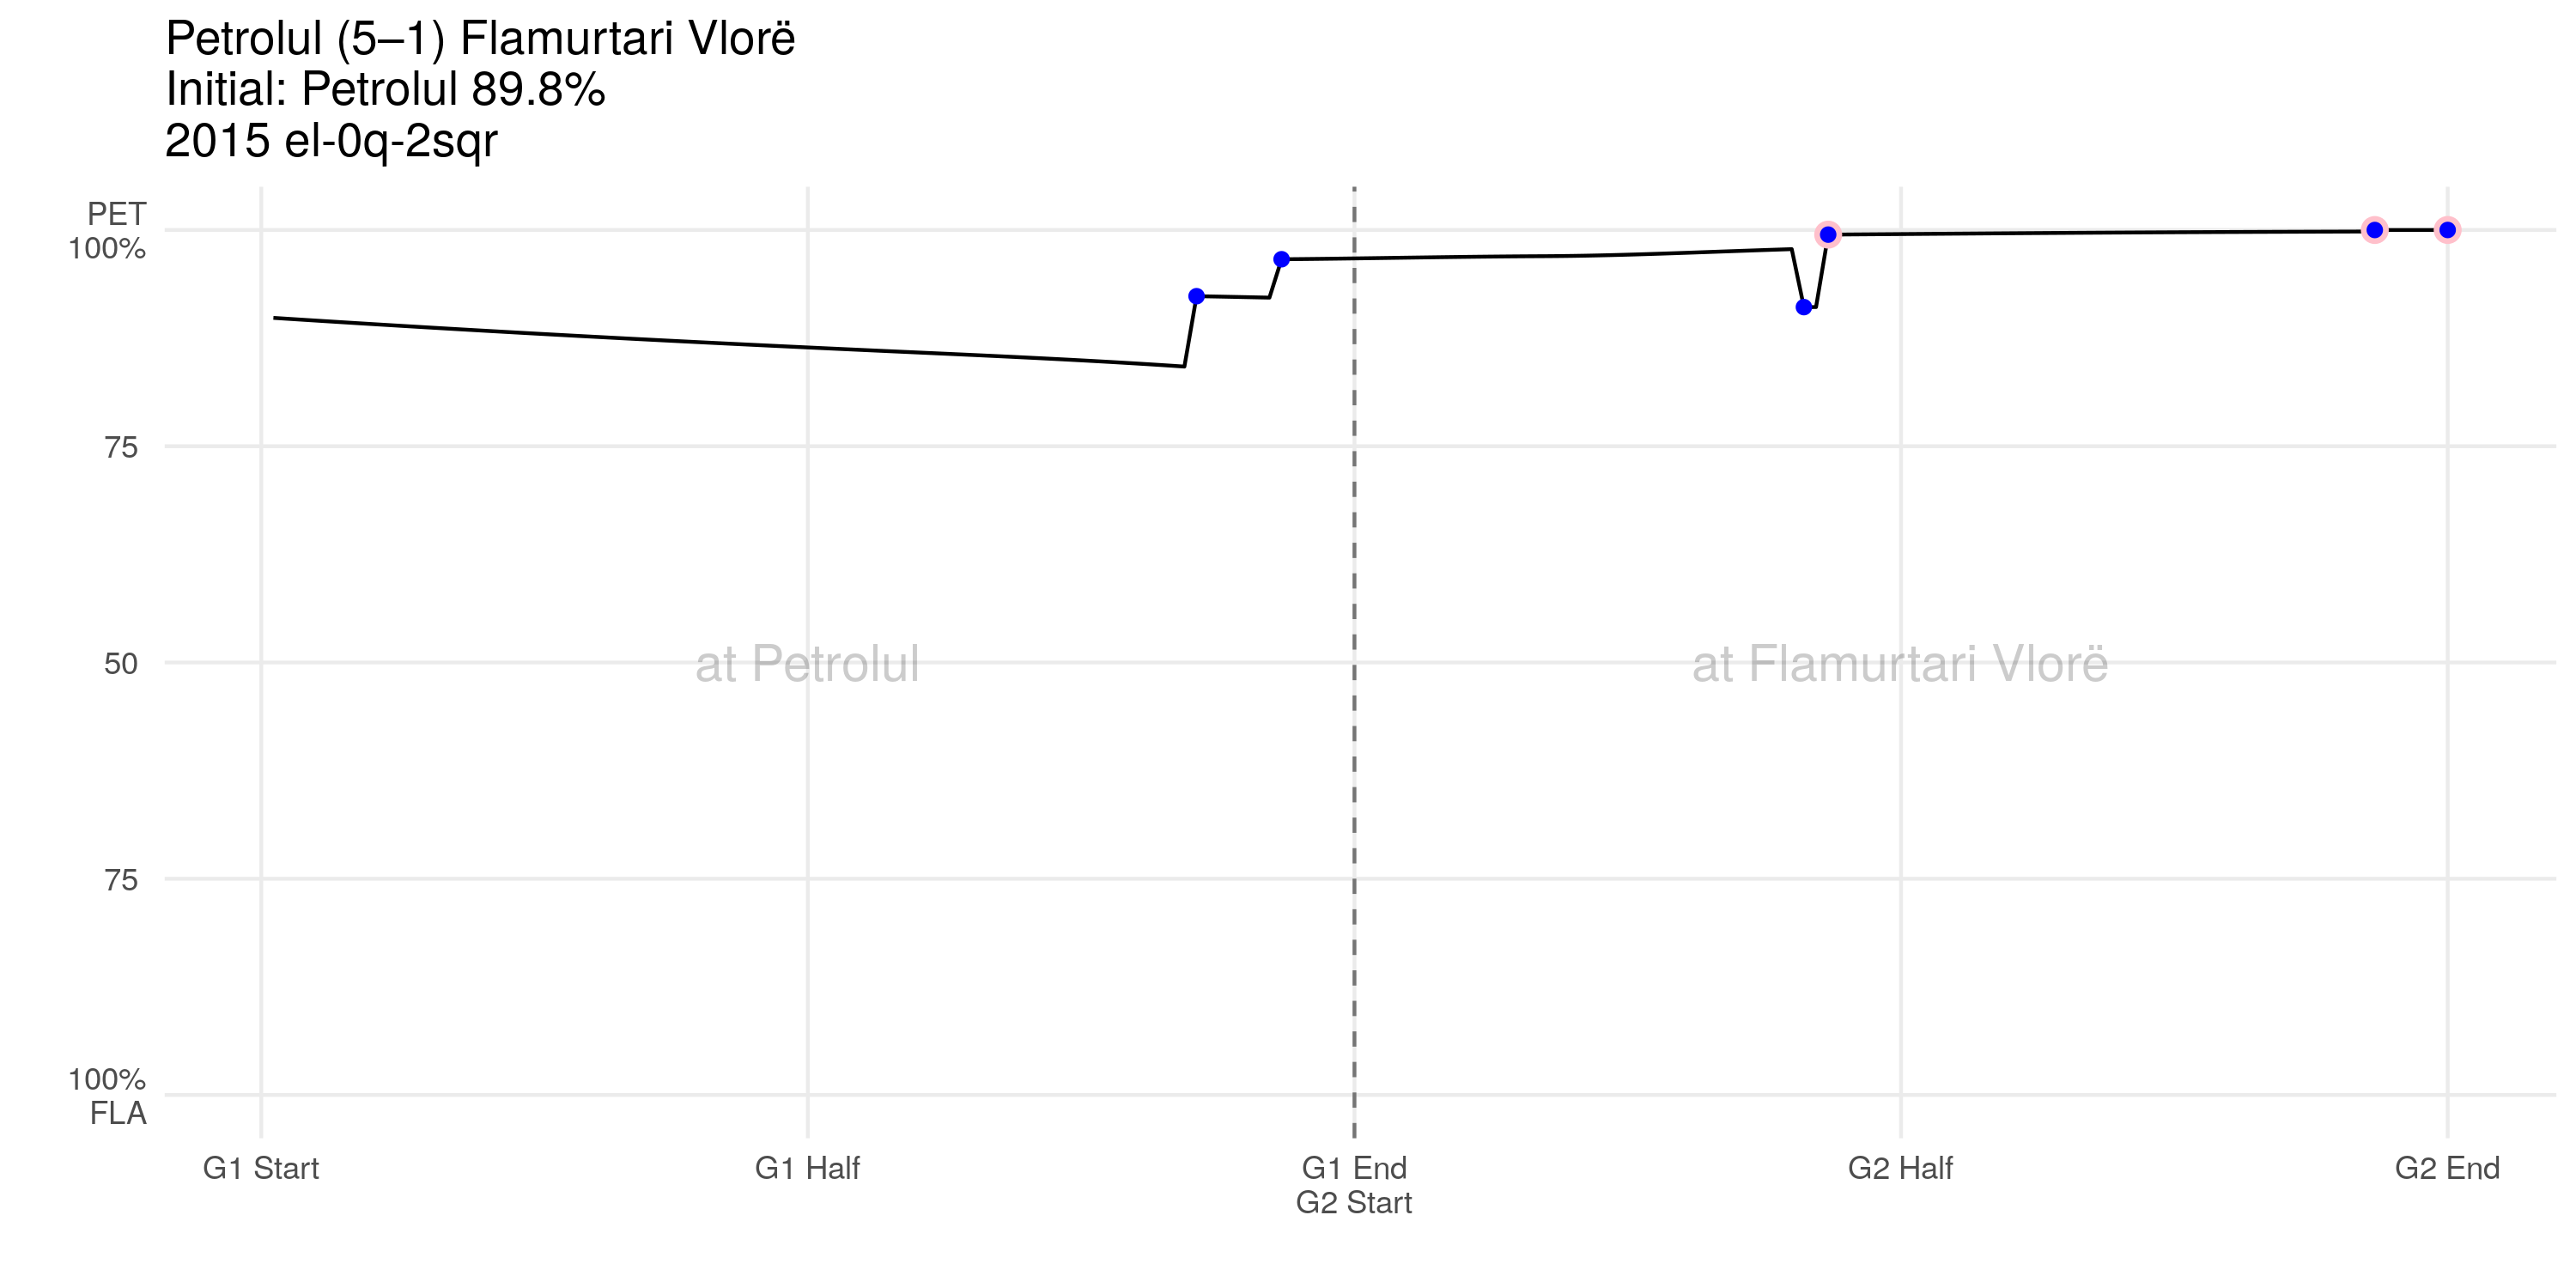 Petrolul (5–1) Flamurtari Vlorë
Initial: Petrolul 89.8%
2015 el-0q-2sqr
PET
100%
75
50
75
100%
FLA
at Petrolul
at Flamurtari Vlorë
G1 Start
G1 Half
G1 End
G2 Start
G2 Half
G2 End